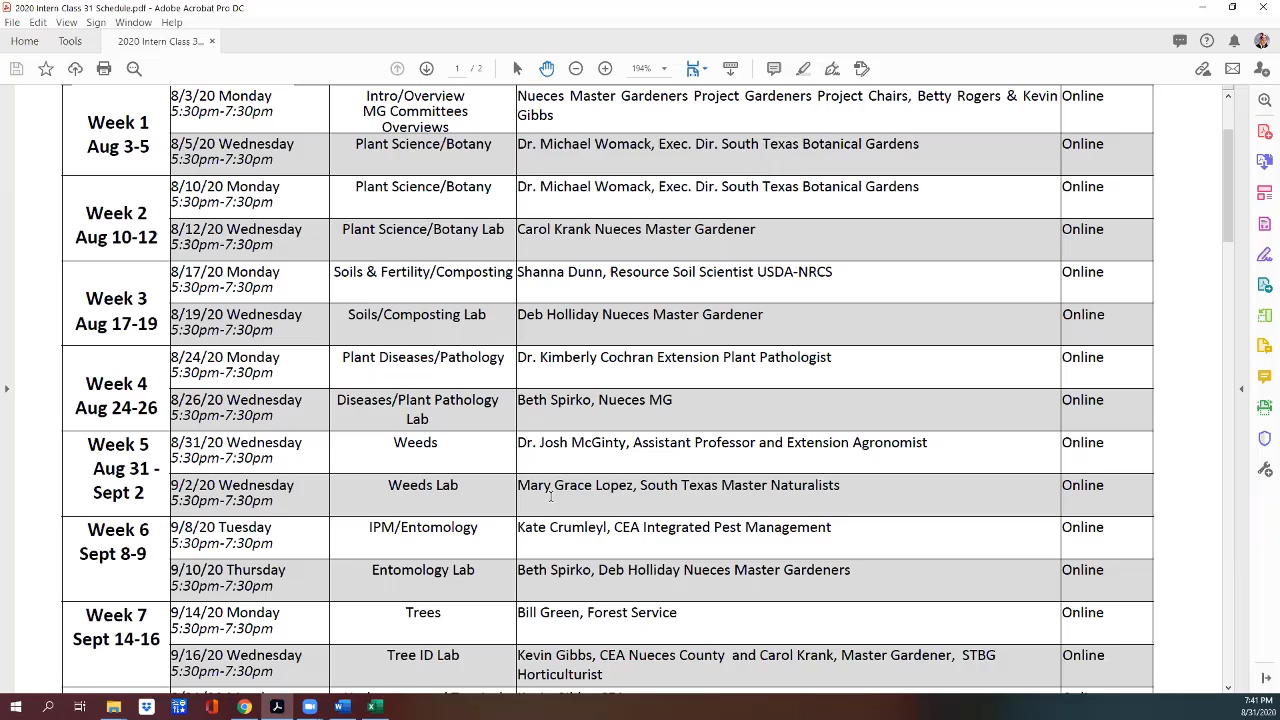 2020 Intern Class 31 Schedule.pdf - Adobe Acrobat Pro DC
File Edit View Sign Window Help
Home Tools 2020 Intern Class 3... ×
1 / 2 194%
Week 1
Aug 3-5
8/3/20 Monday
5:30pm-7:30pm
Intro/Overview
MG Committees
Overviews
Nueces Master Gardeners Project Gardeners Project Chairs, Betty Rogers & Kevin
Gibbs
Online
8/5/20 Wednesday
5:30pm-7:30pm
Plant Science/Botany
Dr. Michael Womack, Exec. Dir. South Texas Botanical Gardens
Online
Week 2
Aug 10-12
8/10/20 Monday
5:30pm-7:30pm
Plant Science/Botany
Dr. Michael Womack, Exec. Dir. South Texas Botanical Gardens
Online
8/12/20 Wednesday
5:30pm-7:30pm
Plant Science/Botany Lab
Carol Krank Nueces Master Gardener
Online
Week 3
Aug 17-19
8/17/20 Monday
5:30pm-7:30pm
Soils & Fertility/Composting
Shanna Dunn, Resource Soil Scientist USDA-NRCS
Online
8/19/20 Wednesday
5:30pm-7:30pm
Soils/Composting Lab
Deb Holliday Nueces Master Gardener
Online
Week 4
Aug 24-26
8/24/20 Monday
5:30pm-7:30pm
Plant Diseases/Pathology
Dr. Kimberly Cochran Extension Plant Pathologist
Online
8/26/20 Wednesday
5:30pm-7:30pm
Diseases/Plant Pathology
Lab
Beth Spirko, Nueces MG
Online
Week 5
Aug 31 -
Sept 2
8/31/20 Wednesday
5:30pm-7:30pm
Weeds
Dr. Josh McGinty, Assistant Professor and Extension Agronomist
Online
9/2/20 Wednesday
5:30pm-7:30pm
Weeds Lab
Mary Grace Lopez, South Texas Master Naturalists
Online
Week 6
Sept 8-9
9/8/20 Tuesday
5:30pm-7:30pm
IPM/Entomology
Kate Crumleyl, CEA Integrated Pest Management
Online
9/10/20 Thursday
5:30pm-7:30pm
Entomology Lab
Beth Spirko, Deb Holliday Nueces Master Gardeners
Online
Week 7
Sept 14-16
9/14/20 Monday
5:30pm-7:30pm
Trees
Bill Green, Forest Service
Online
9/16/20 Wednesday
5:30pm-7:30pm
Tree ID Lab
Kevin Gibbs, CEA Nueces County and Carol Krank, Master Gardener, STBG
Horticulturist
Online
7:41 PM
8/31/2020